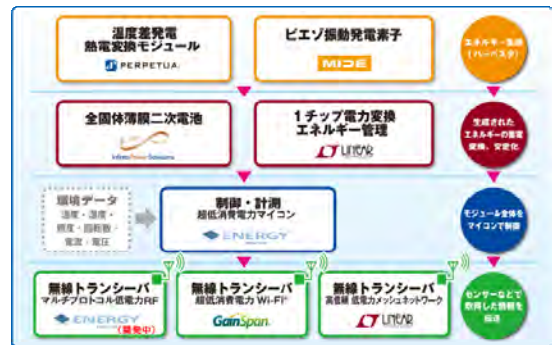 温度差発電
熱電変換モジュール
PERPETUA
ピエゾ振動発電素子
MIDE
エネルギー
(ハーベスタ)
全固体薄膜二次電池
Infinite Power Solutions
1チップ電力変換
エネルギー管理
LINEAR
生成された
エネルギーの蓄電
変換、安定化
環境データ
温度・湿度・
照度・回転数・
電流・電圧
制御・計測
超低消費電力マイコン
ENERGY
モジュール全体を
マイコンで制御
無線トランシーバ
マルチプロトコル低電力RF
ENERGY
(開発中)
無線トランシーバ
超低消費電力 Wi-Fi®
GainSpan
無線トランシーバ
高信頼 低電力メッシュネットワーク
LINEAR
センサーなどで
取得した情報を
伝送